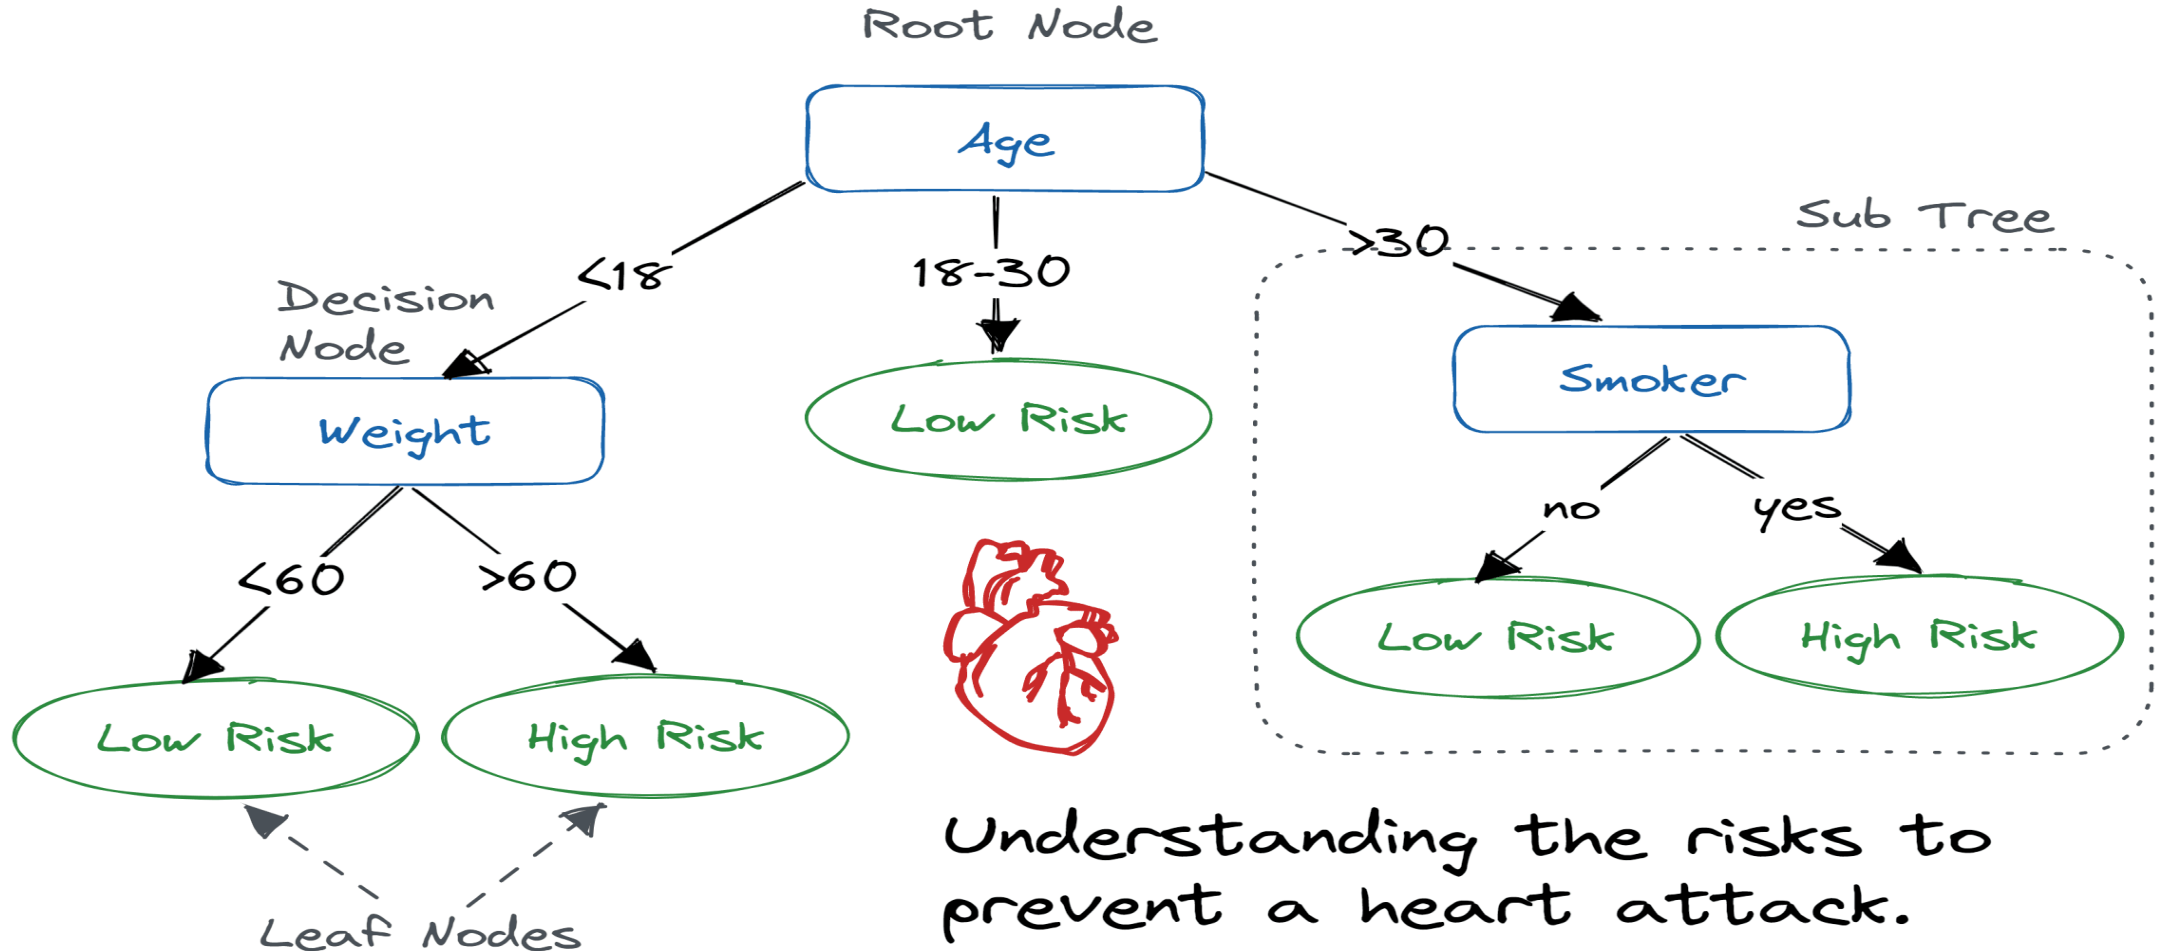 Root Node
Age
<18
18-30
>30
Sub Tree
Decision
Node
Weight
Low Risk
Smoker
<60
>60
no
yes
Low Risk
High Risk
Low Risk
High Risk
Leaf Nodes
Understanding the risks to
prevent a heart attack.